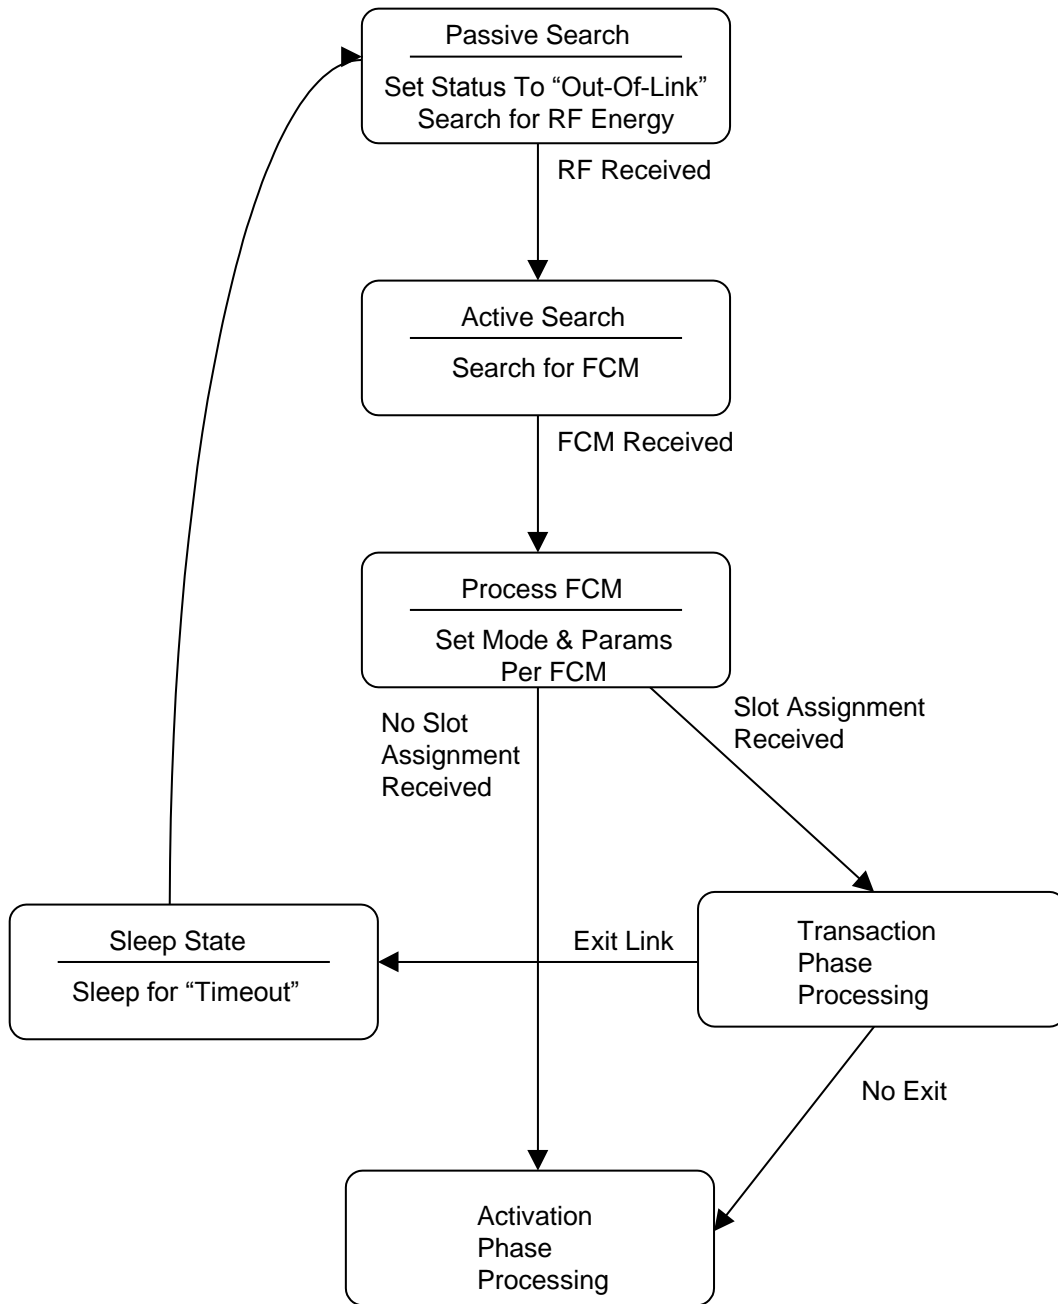 Passive Search
Set Status To “Out-Of-Link”
Search for RF Energy
RF Received
Active Search
Search for FCM
FCM Received
Process FCM
Set Mode & Params
Per FCM
No Slot
Assignment
Received
Slot Assignment
Received
Sleep State
Sleep for “Timeout”
Exit Link
Transaction
Phase
Processing
No Exit
Activation
Phase
Processing